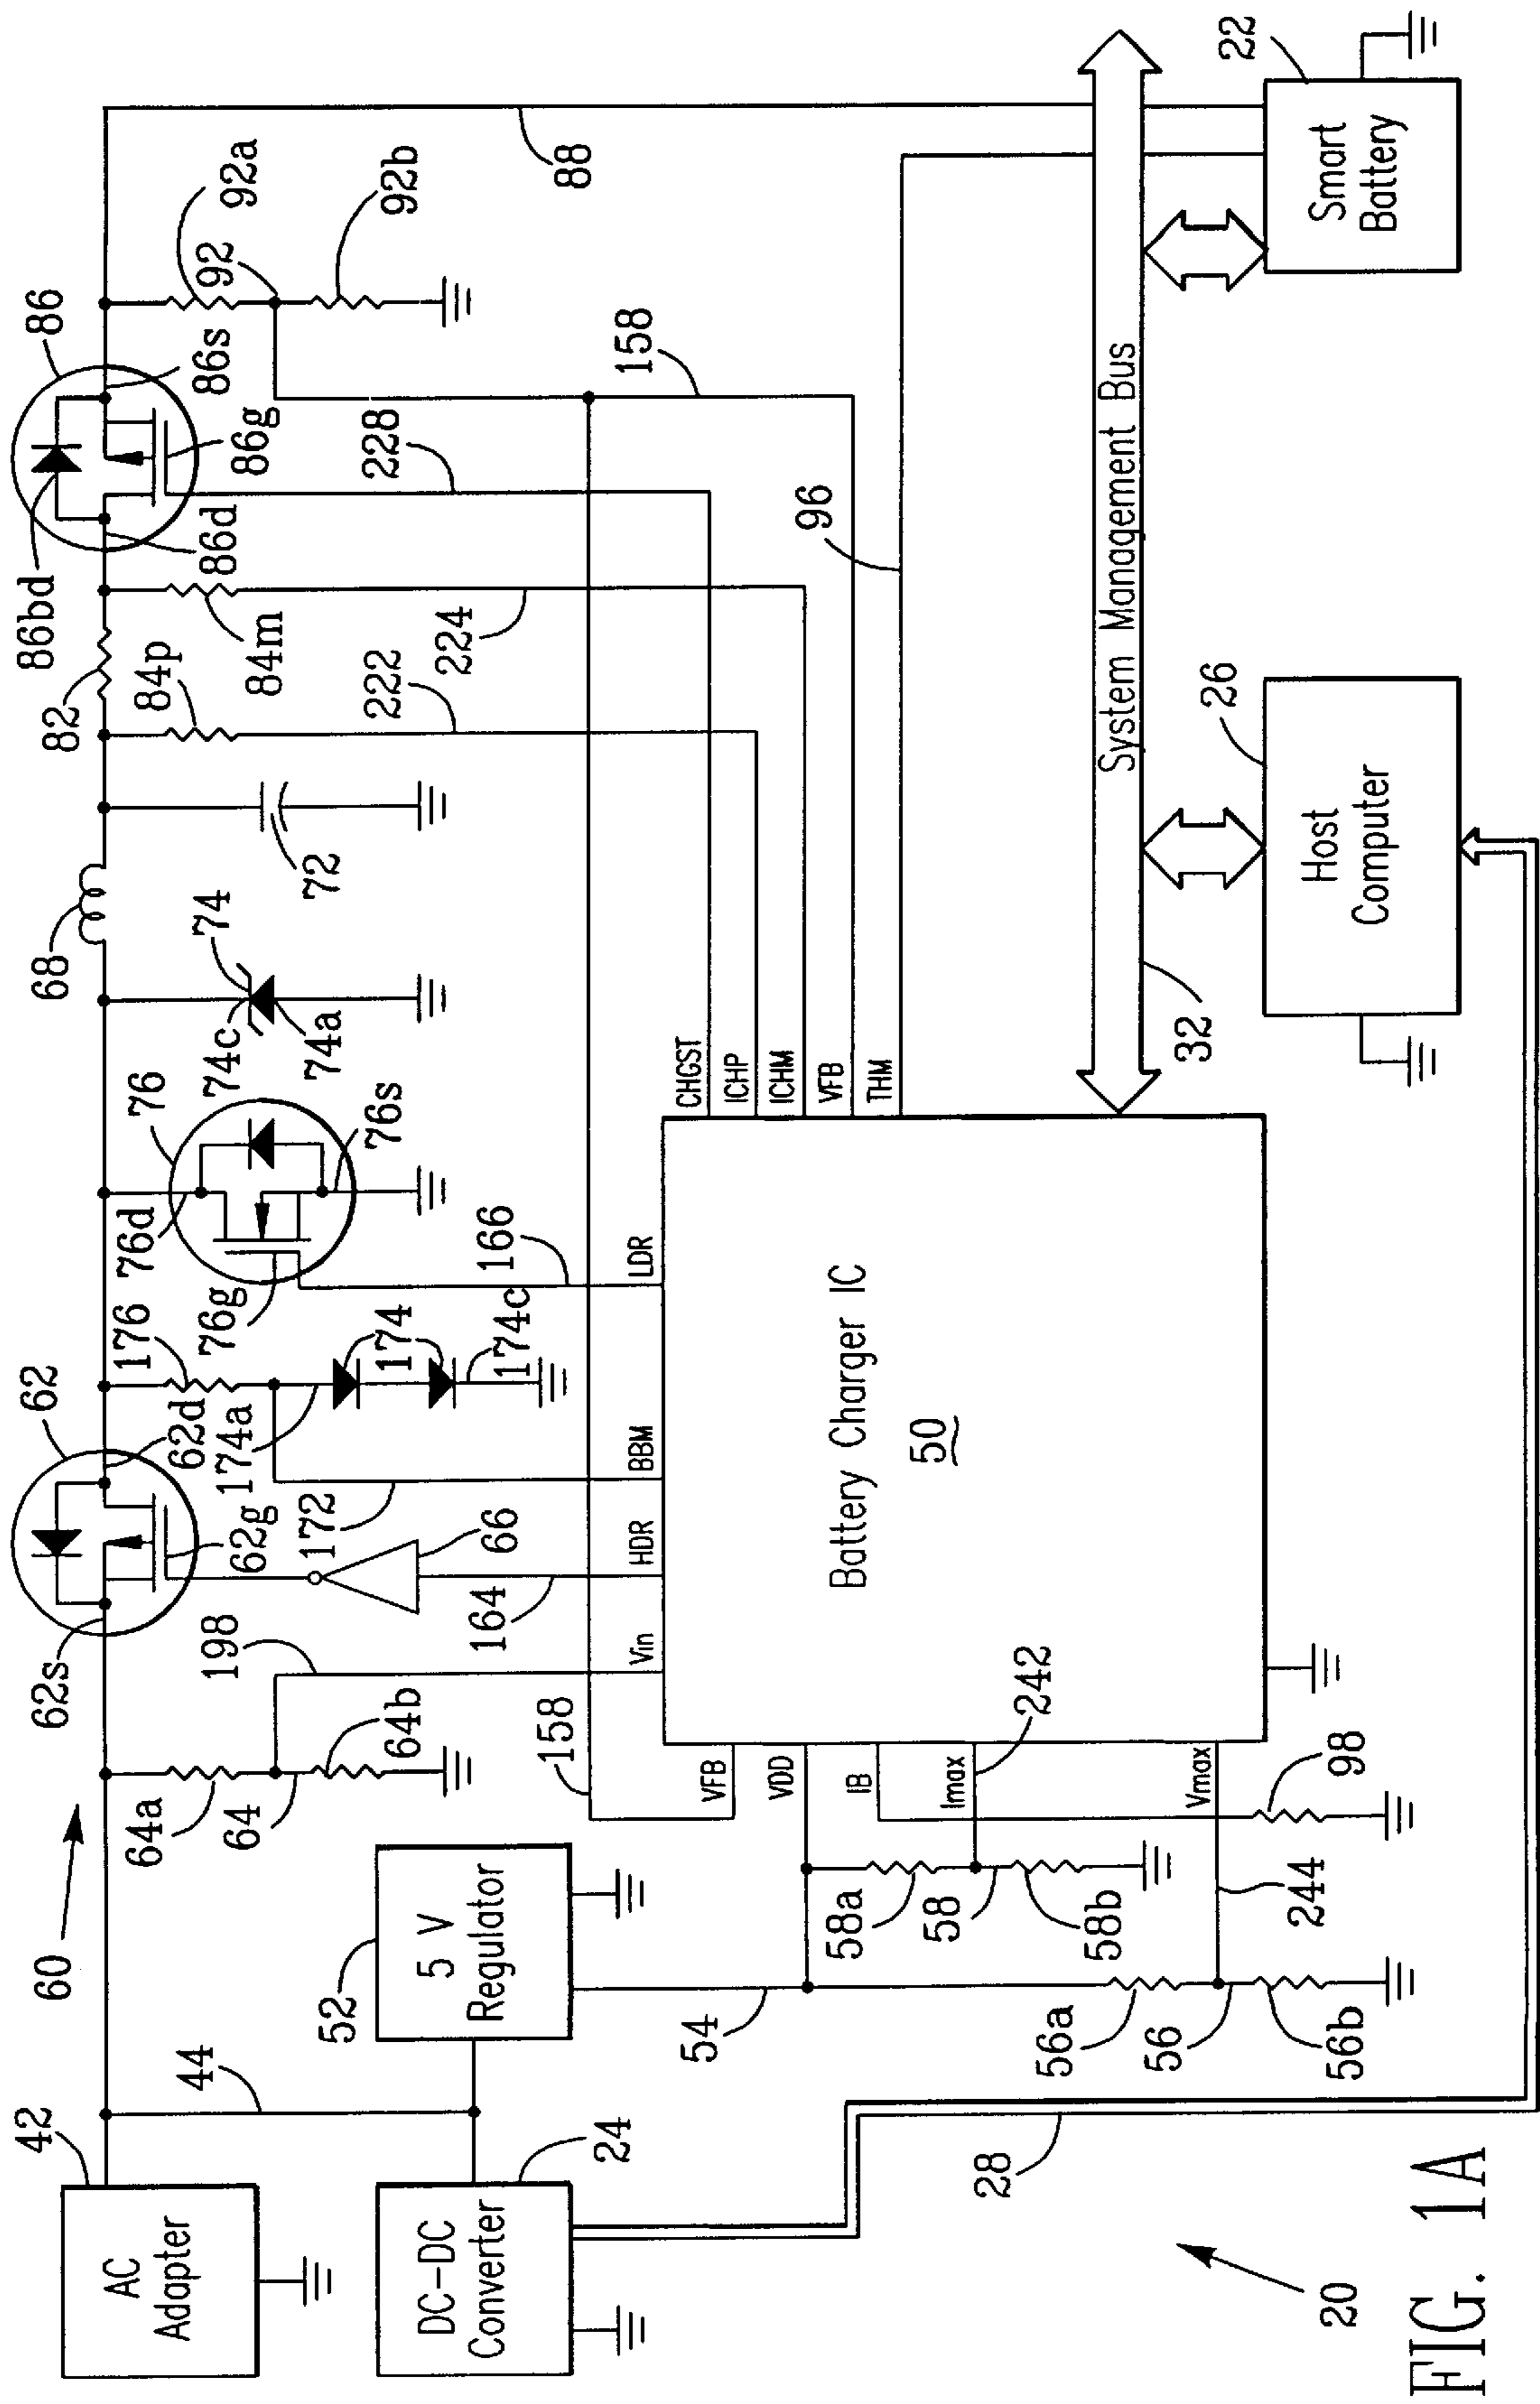 42
AC
Adapter
44
60
64a
64
64b
198
62s
62
62d
62g
66
164
172
176
174a
174
174c
76
76d
76g
76s
166
74
74c
74a
68
72
82
84p
84m
222
224
86bd
86d
86
86s
86g
228
92a
92
92b
88
158
96
52
5 V
Regulator
24
DC-DC
Converter
54
158
Vin
HDR
BBM
LDR
CHGST
ICHP
ICHM
VFB
THM
VFB
VDD
IB
Imax
Vmax
242
244
Battery Charger IC
50
58a
58
58b
56a
56
56b
98
28
System Management Bus
32
26
Host
Computer
22
Smart
Battery
20
FIG. 1A